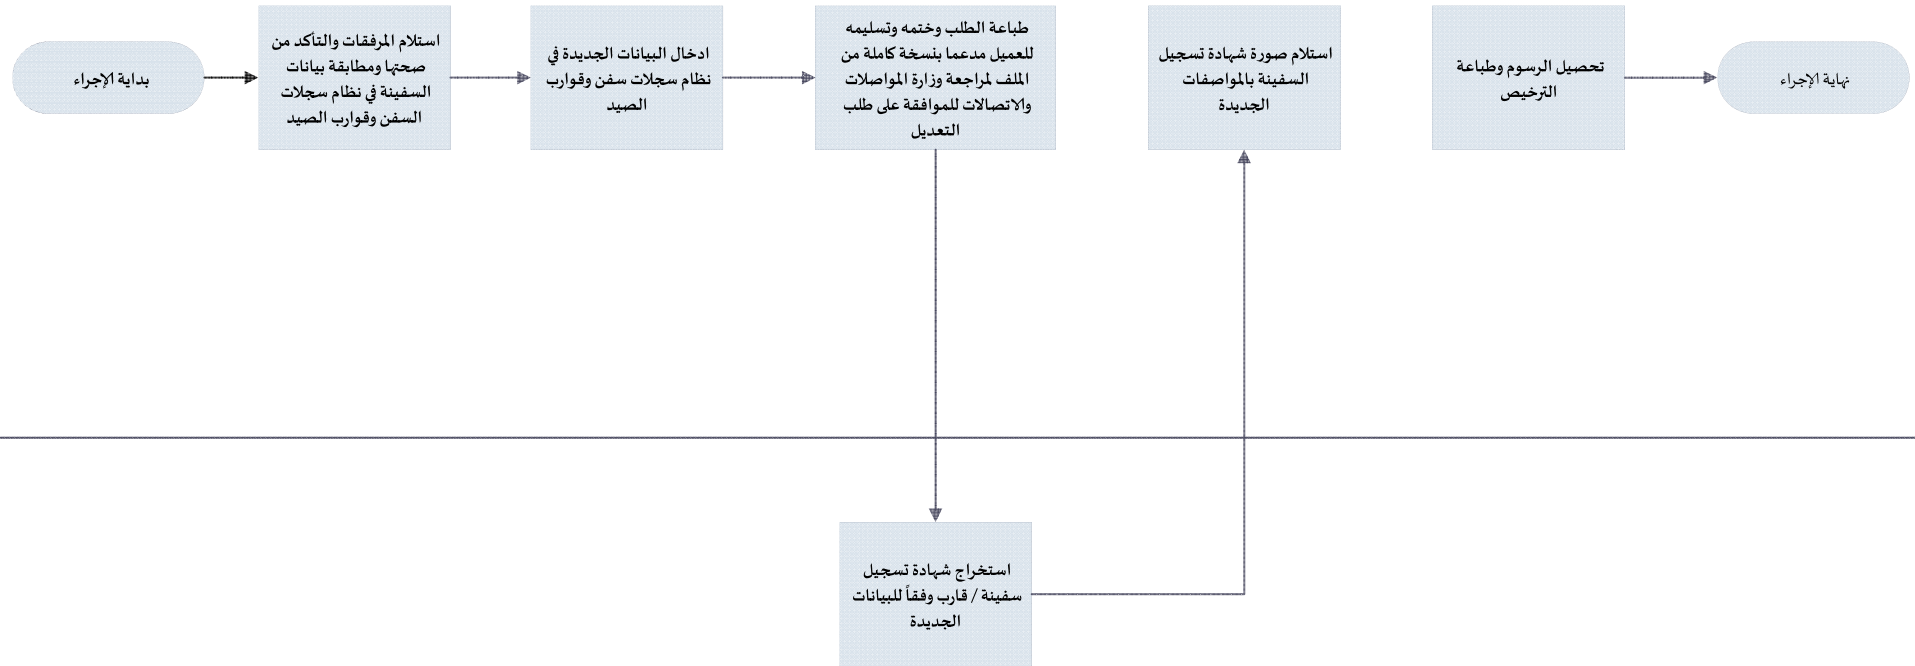 بداية الإجراء
استلام المرفقات والتأكد من
صحتها ومطابقة بيانات
السفينة في نظام سجلات
السفن وقوارب الصيد
ادخال البيانات الجديدة في
نظام سجلات سفن وقوارب
الصيد
طباعة الطلب وختمه وتسليمه
للعميل مدعما بنسخة كاملة من
الملف لمراجعة وزارة المواصلات
والاتصالات للموافقة على طلب
التعديل
استلام صورة شهادة تسجيل
السفينة بالمواصفات
الجديدة
تحصيل الرسوم وطباعة
الترخيص
نهاية الإجراء
استخراج شهادة تسجيل
سفينة / قارب وفقاً للبيانات
الجديدة